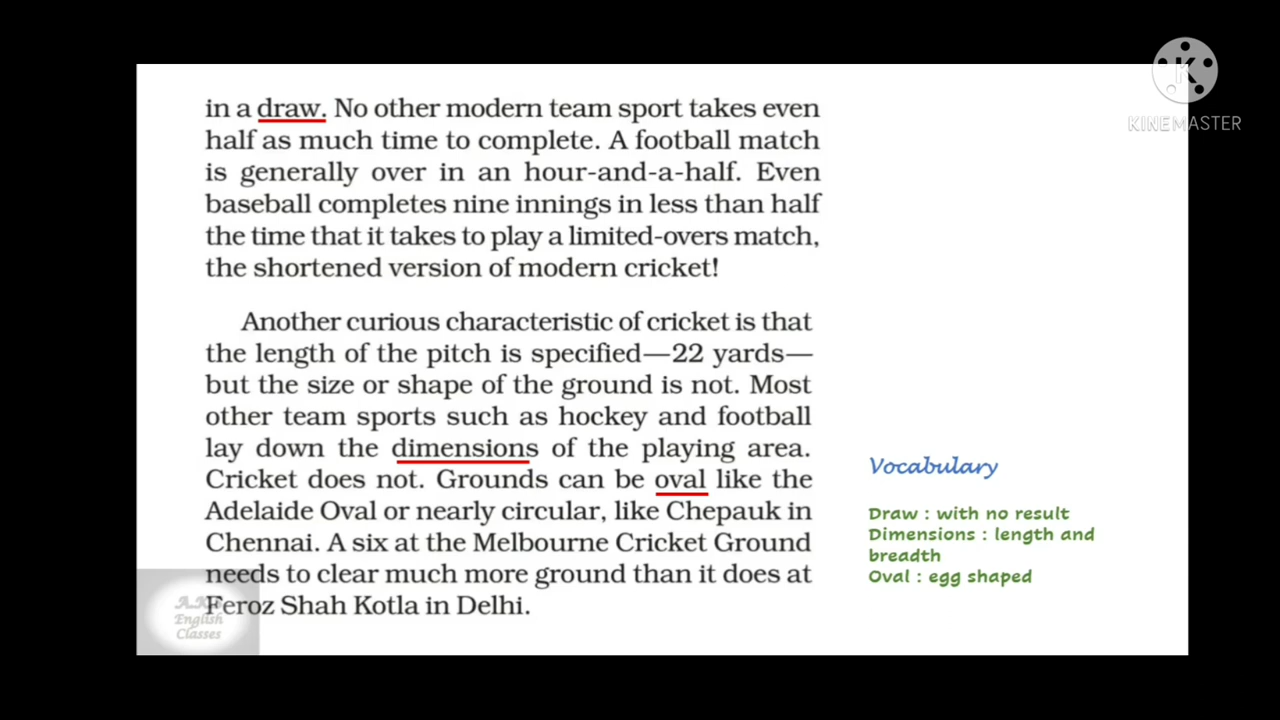 in a draw. No other modern team sport takes even
half as much time to complete. A football match
is generally over in an hour-and-a-half. Even
baseball completes nine innings in less than half
the time that it takes to play a limited-overs match,
the shortened version of modern cricket!
Another curious characteristic of cricket is that
the length of the pitch is specified—22 yards—
but the size or shape of the ground is not. Most
other team sports such as hockey and football
lay down the dimensions of the playing area.
Cricket does not. Grounds can be oval like the
Adelaide Oval or nearly circular, like Chepauk in
Chennai. A six at the Melbourne Cricket Ground
needs to clear much more ground than it does at
Feroz Shah Kotla in Delhi.
Vocabulary
Draw : with no result
Dimensions : length and
breadth
Oval : egg shaped
K
KINEMASTER
English
Classes